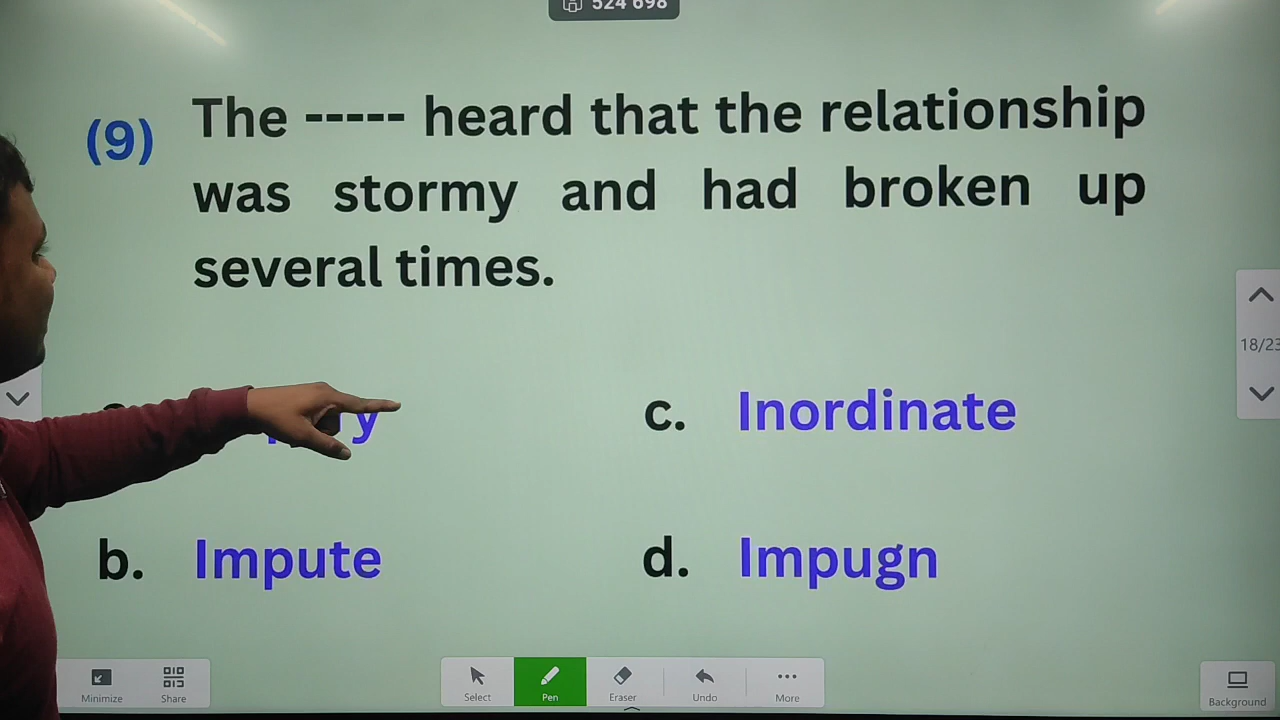 524 698
(9) The ----- heard that the relationship
was stormy and had broken up
several times.
c. Inordinate
b. Impute
d. Impugn
18/23
Minimize
Share
Select
Pen
Eraser
Undo
More
Background